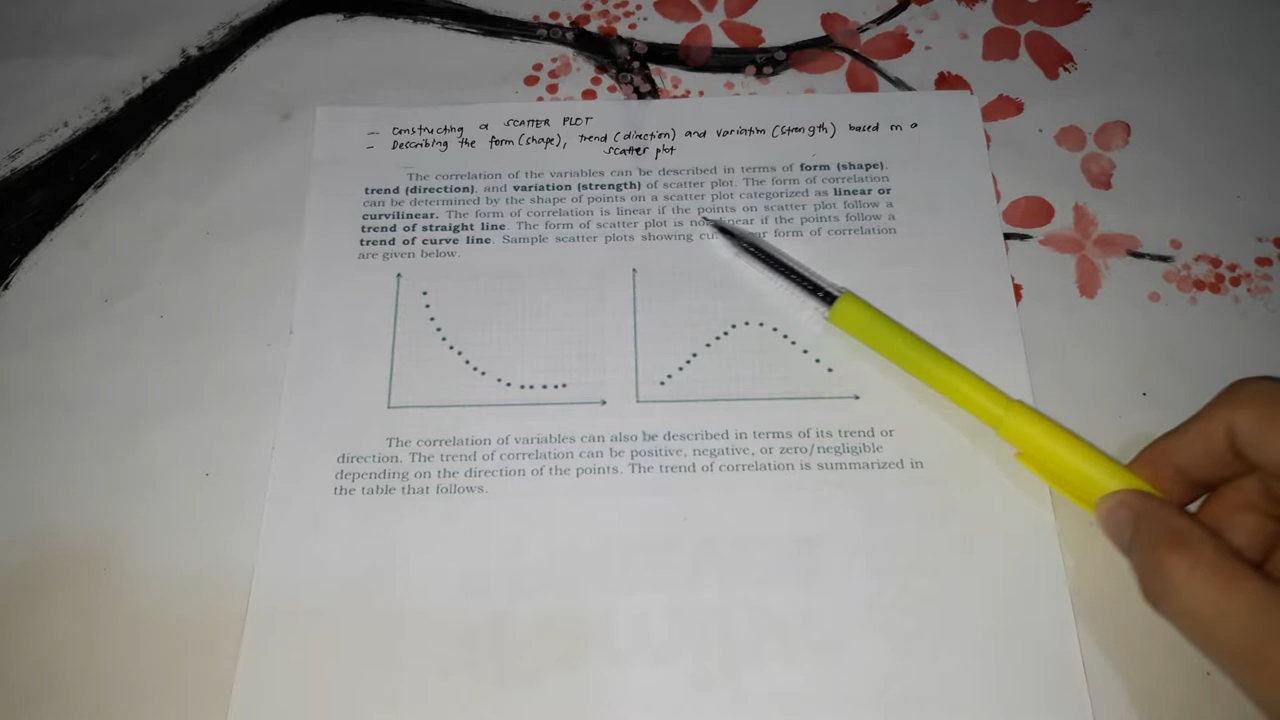 - Constructing a SCATTER PLOT
- Describing the form (shape), Trend (direction) and Variation (strength) based on a
scatter plot
The correlation of the variables can be described in terms of form (shape),
trend (direction), and variation (strength) of scatter plot. The form of correlation
can be determined by the shape of points on a scatter plot categorized as linear or
curvilinear. The form of correlation is linear if the points on scatter plot follow a
trend of straight line. The form of scatter plot is if the points follow a
trend of curve line. Sample scatter plots showing form of correlation
are given below.
The correlation of variables can also be described in terms of its trend or
direction. The trend of correlation can be positive, negative, or zero/negligible
depending on the direction of the points. The trend of correlation is summarized in
the table that follows.